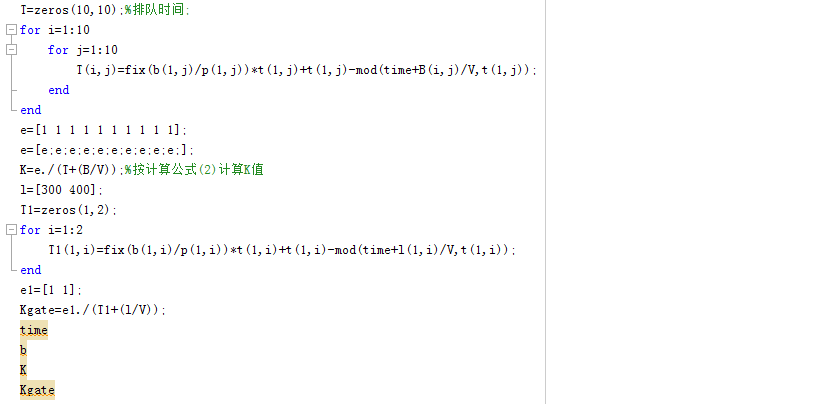 T=zeros(10,10);%排队时间;
for i=1:10
for j=1:10
T(i,j)=fix(b(1,j)/p(1,j))*t(1,j)+t(1,j)-mod(time+B(i,j)/V,t(1,j));
end
end
e=[1 1 1 1 1 1 1 1 1 1];
e=[e;e;e;e;e;e;e;e;e;e;];
K=e./(T+(B/V));%按计算公式(2)计算K值
l=[300 400];
T1=zeros(1,2);
for i=1:2
T1(1,i)=fix(b(1,i)/p(1,i))*t(1,i)+t(1,i)-mod(time+l(1,i)/V,t(1,i));
end
e1=[1 1];
Kgate=e1./(T1+(l/V));
time
b
K
Kgate